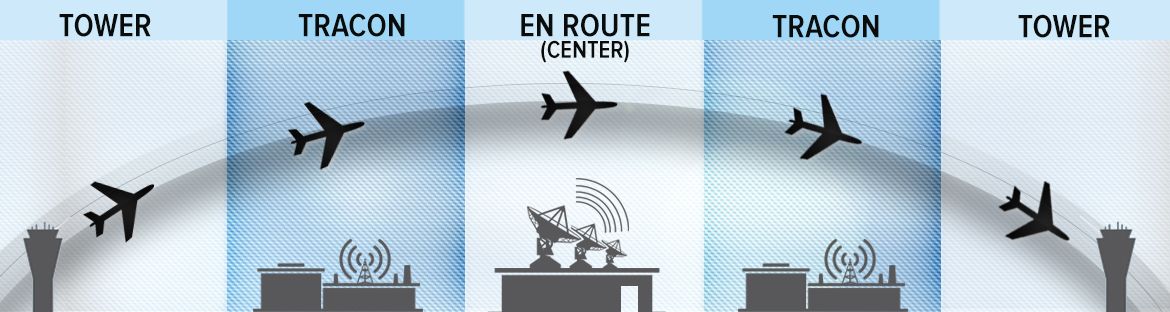 TOWER
TRACON
EN ROUTE
(CENTER)
TRACON
TOWER